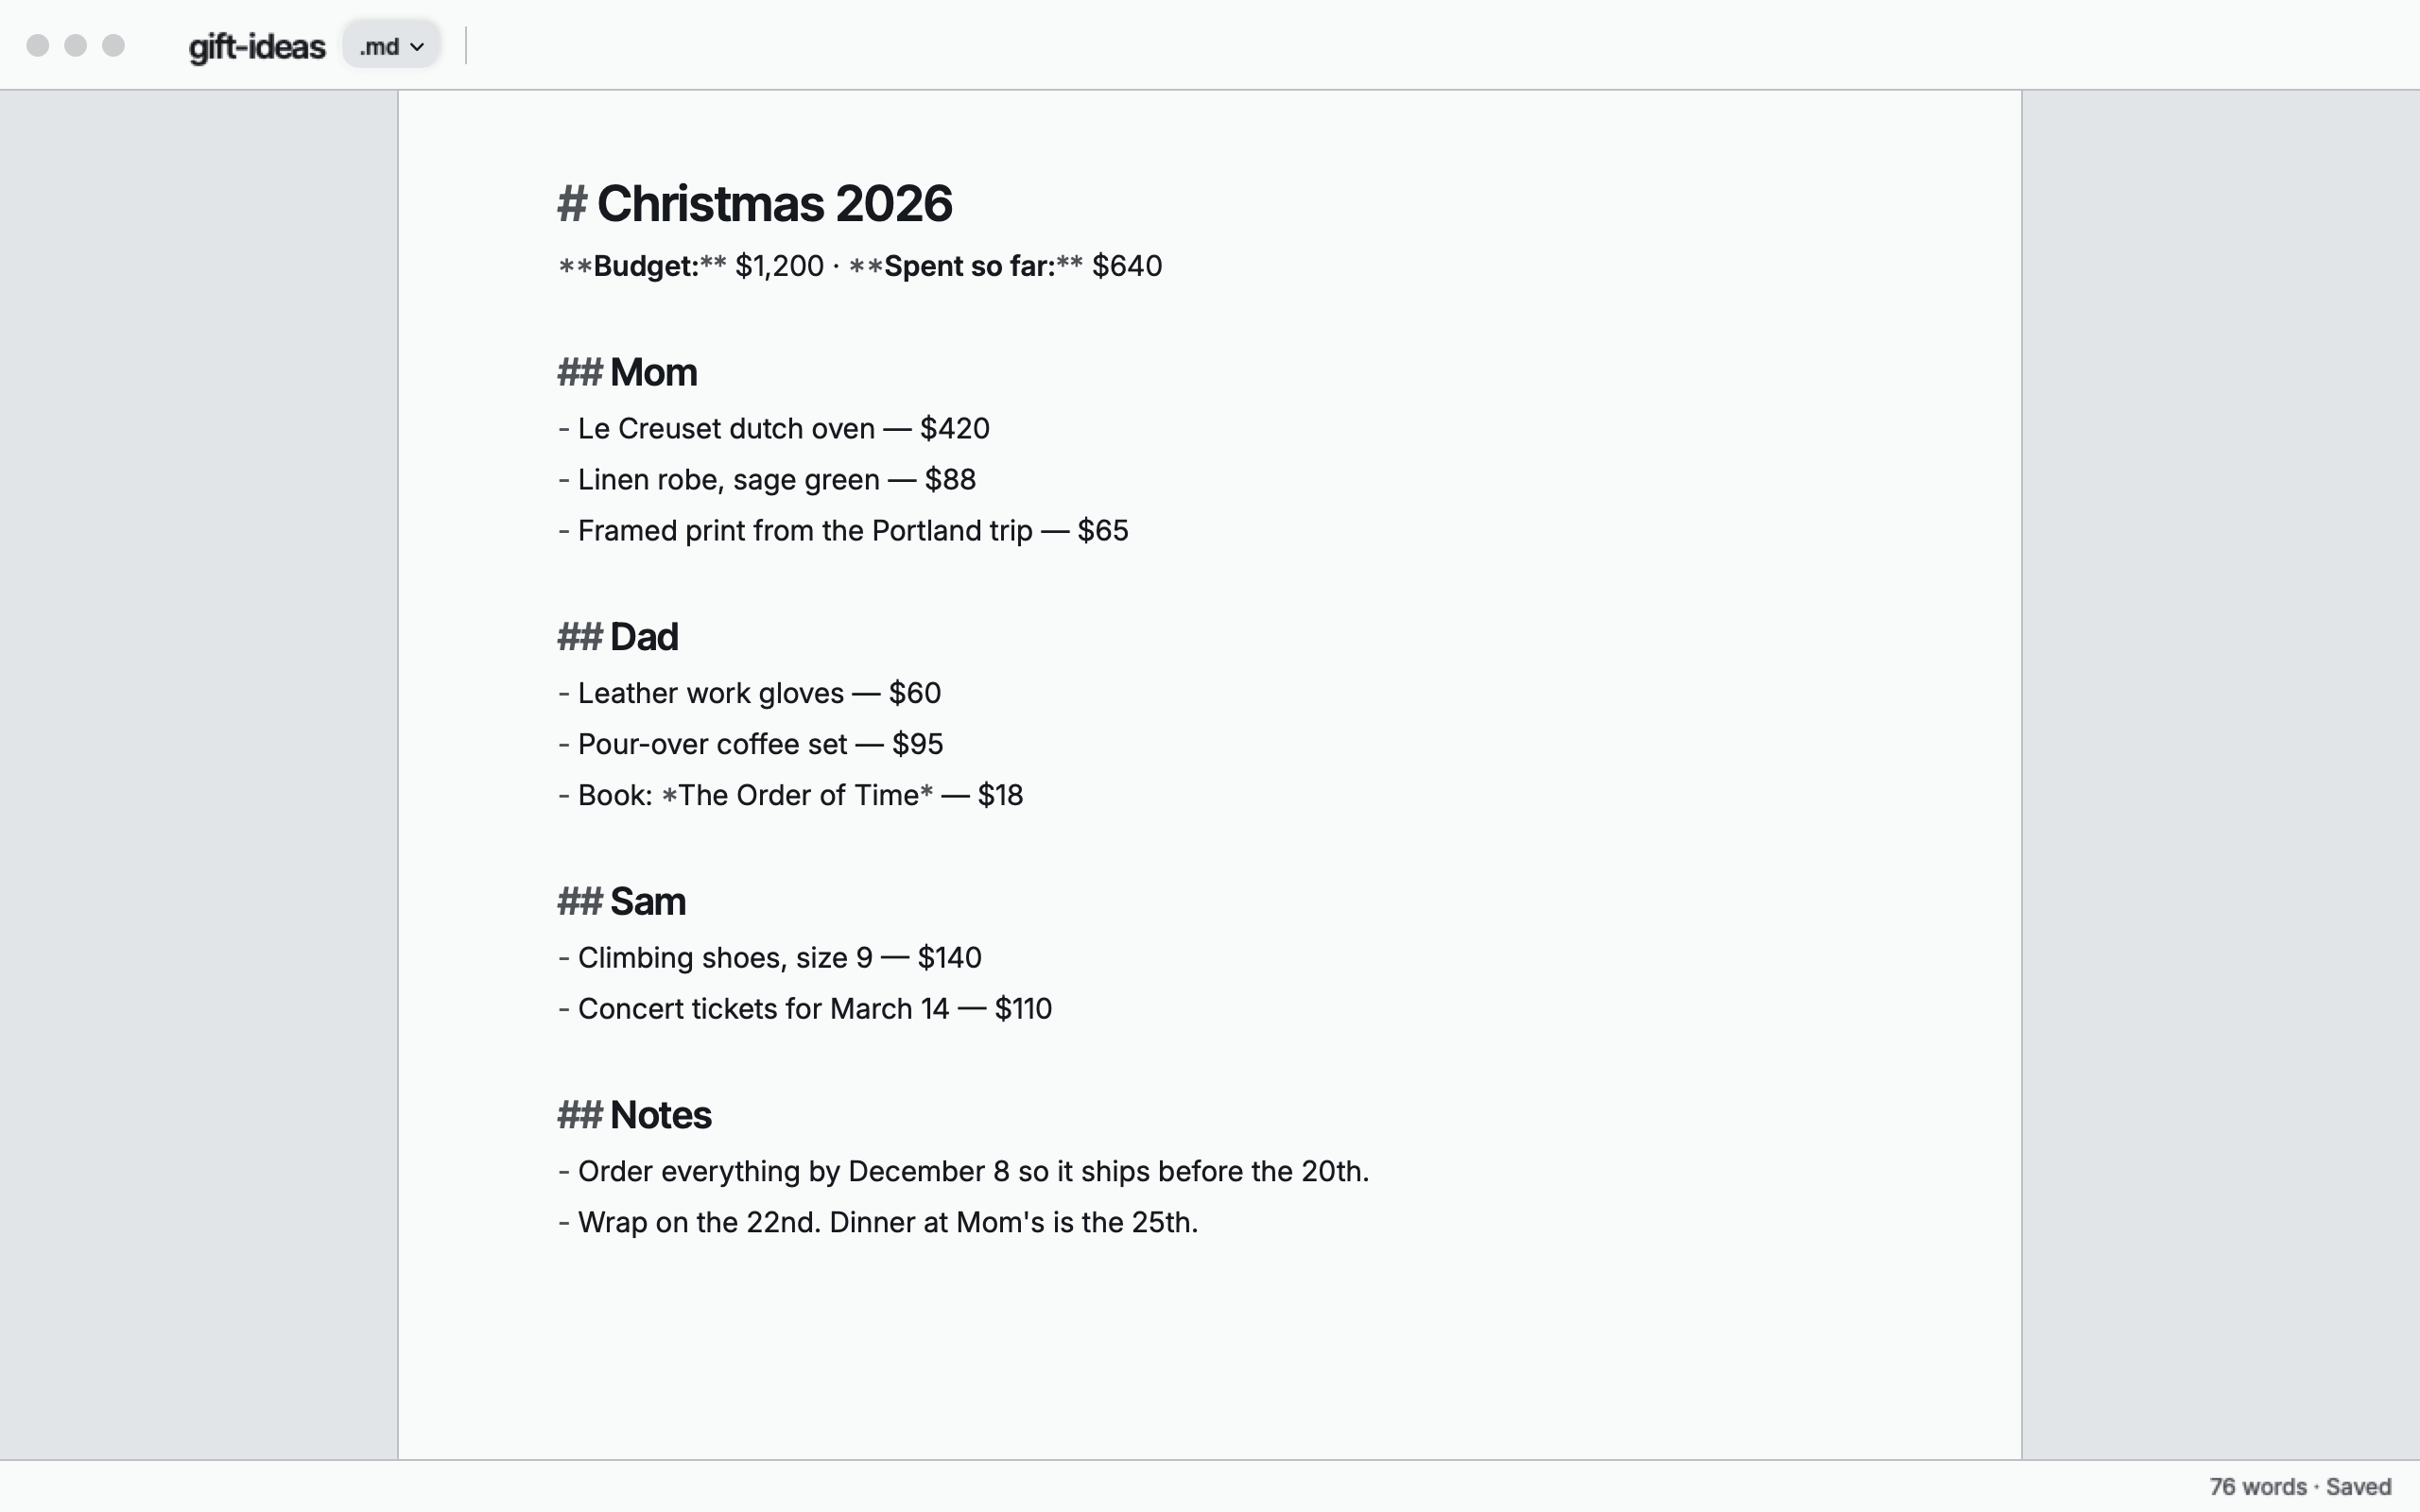 gift-ideas .md
# Christmas 2026
**Budget:** $1,200 · **Spent so far:** $640
## Mom
- Le Creuset dutch oven — $420
- Linen robe, sage green — $88
- Framed print from the Portland trip — $65
## Dad
- Leather work gloves — $60
- Pour-over coffee set — $95
- Book: *The Order of Time* — $18
## Sam
- Climbing shoes, size 9 — $140
- Concert tickets for March 14 — $110
## Notes
- Order everything by December 8 so it ships before the 20th.
- Wrap on the 22nd. Dinner at Mom's is the 25th.
76 words · Saved